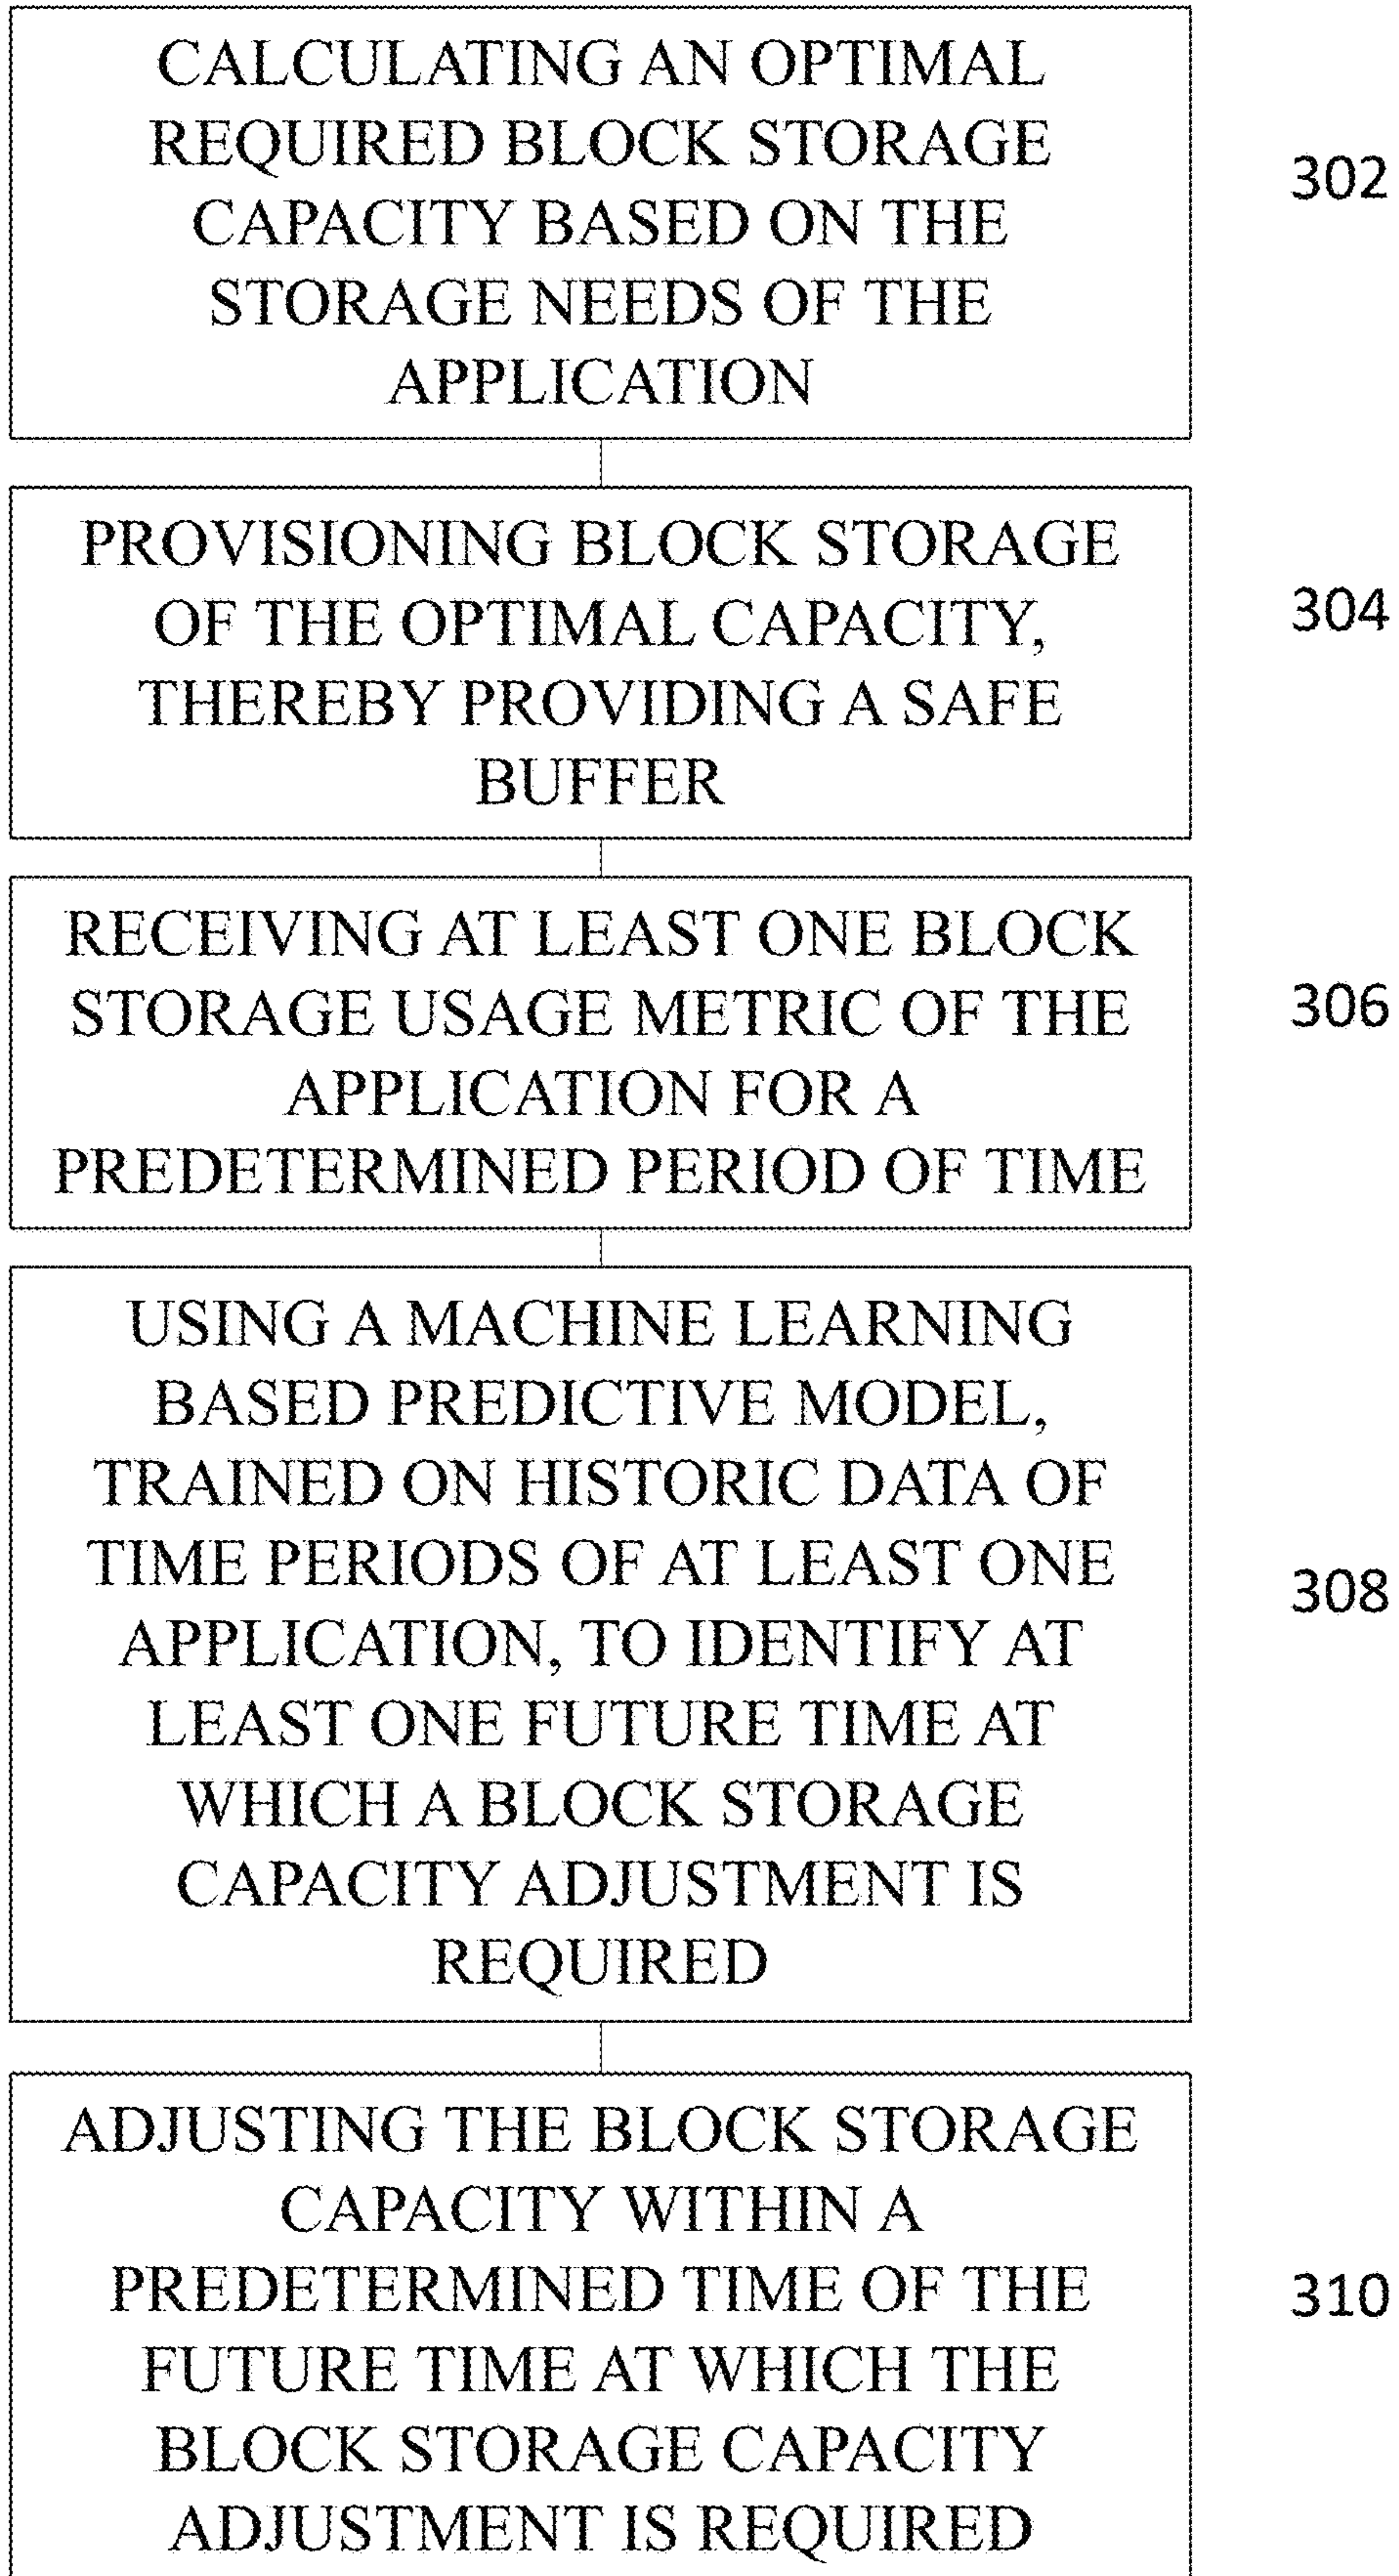 CALCULATING AN OPTIMAL
REQUIRED BLOCK STORAGE
CAPACITY BASED ON THE
STORAGE NEEDS OF THE
APPLICATION
302
PROVISIONING BLOCK STORAGE
OF THE OPTIMAL CAPACITY,
THEREBY PROVIDING A SAFE
BUFFER
304
RECEIVING AT LEAST ONE BLOCK
STORAGE USAGE METRIC OF THE
APPLICATION FOR A
PREDETERMINED PERIOD OF TIME
306
USING A MACHINE LEARNING
BASED PREDICTIVE MODEL,
TRAINED ON HISTORIC DATA OF
TIME PERIODS OF AT LEAST ONE
APPLICATION, TO IDENTIFY AT
LEAST ONE FUTURE TIME AT
WHICH A BLOCK STORAGE
CAPACITY ADJUSTMENT IS
REQUIRED
308
ADJUSTING THE BLOCK STORAGE
CAPACITY WITHIN A
PREDETERMINED TIME OF THE
FUTURE TIME AT WHICH THE
BLOCK STORAGE CAPACITY
ADJUSTMENT IS REQUIRED
310